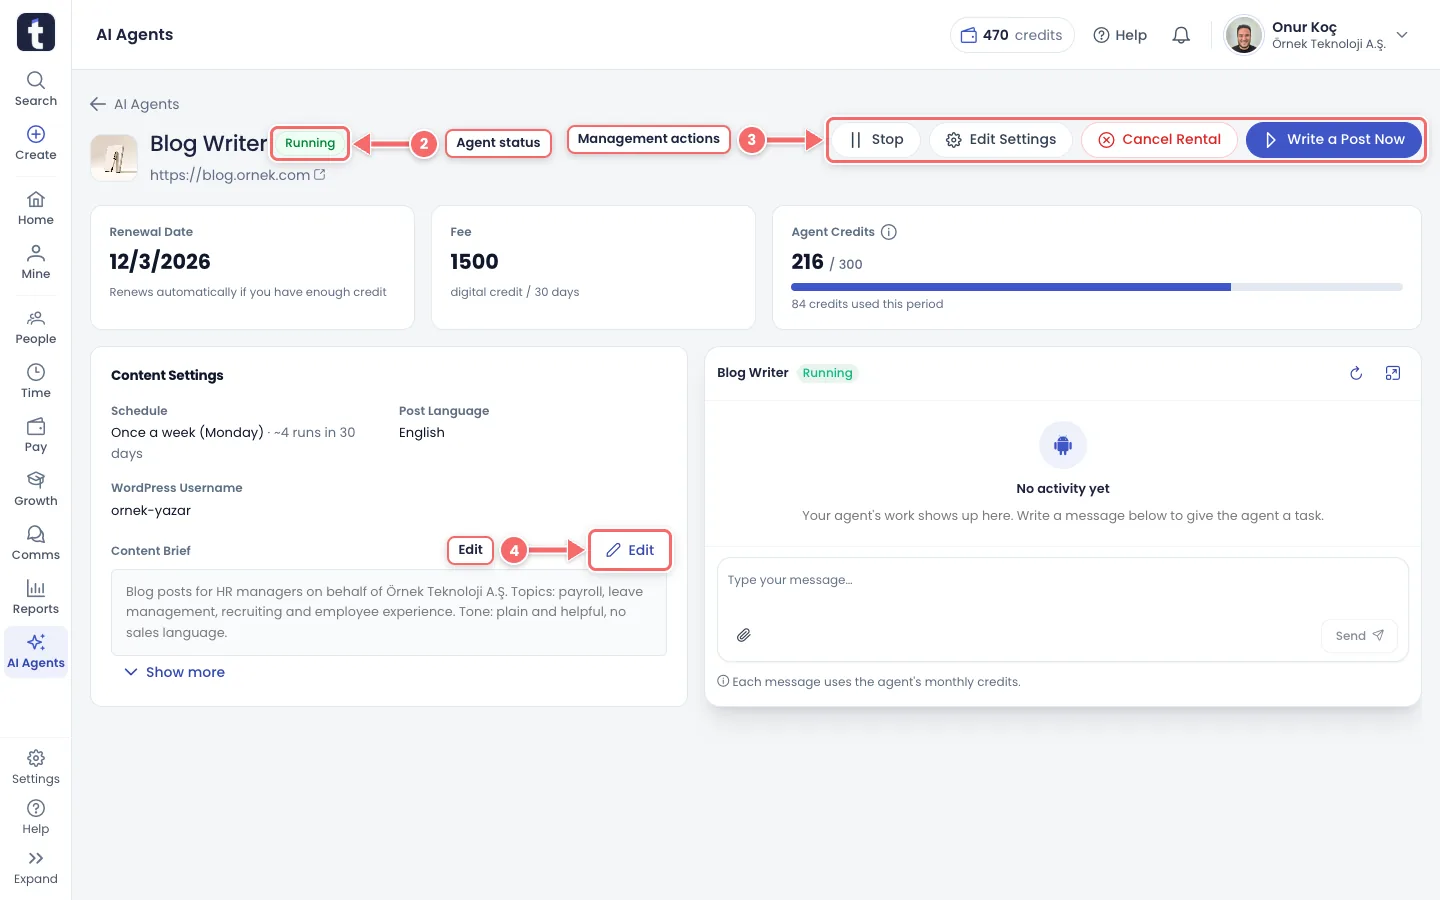 t
AI Agents
470 credits
Help
Onur Koç
Örnek Teknoloji A.Ş.
Search
Create
Home
Mine
People
Time
Pay
Growth
Comms
Reports
AI Agents
Settings
Help
Expand
AI Agents
Blog Writer
Running
2
Agent status
Management actions
3
Stop
Edit Settings
Cancel Rental
Write a Post Now
https://blog.ornek.com
Renewal Date
12/3/2026
Renews automatically if you have enough credit
Fee
1500
digital credit / 30 days
Agent Credits
216 / 300
84 credits used this period
Content Settings
Schedule
Once a week (Monday) · ~4 runs in 30
days
Post Language
English
WordPress Username
ornek-yazar
Content Brief
Edit
4
Edit
Blog posts for HR managers on behalf of Örnek Teknoloji A.Ş. Topics: payroll, leave
management, recruiting and employee experience. Tone: plain and helpful, no
sales language.
Show more
Blog Writer
Running
No activity yet
Your agent's work shows up here. Write a message below to give the agent a task.
Type your message...
Send
Each message uses the agent's monthly credits.